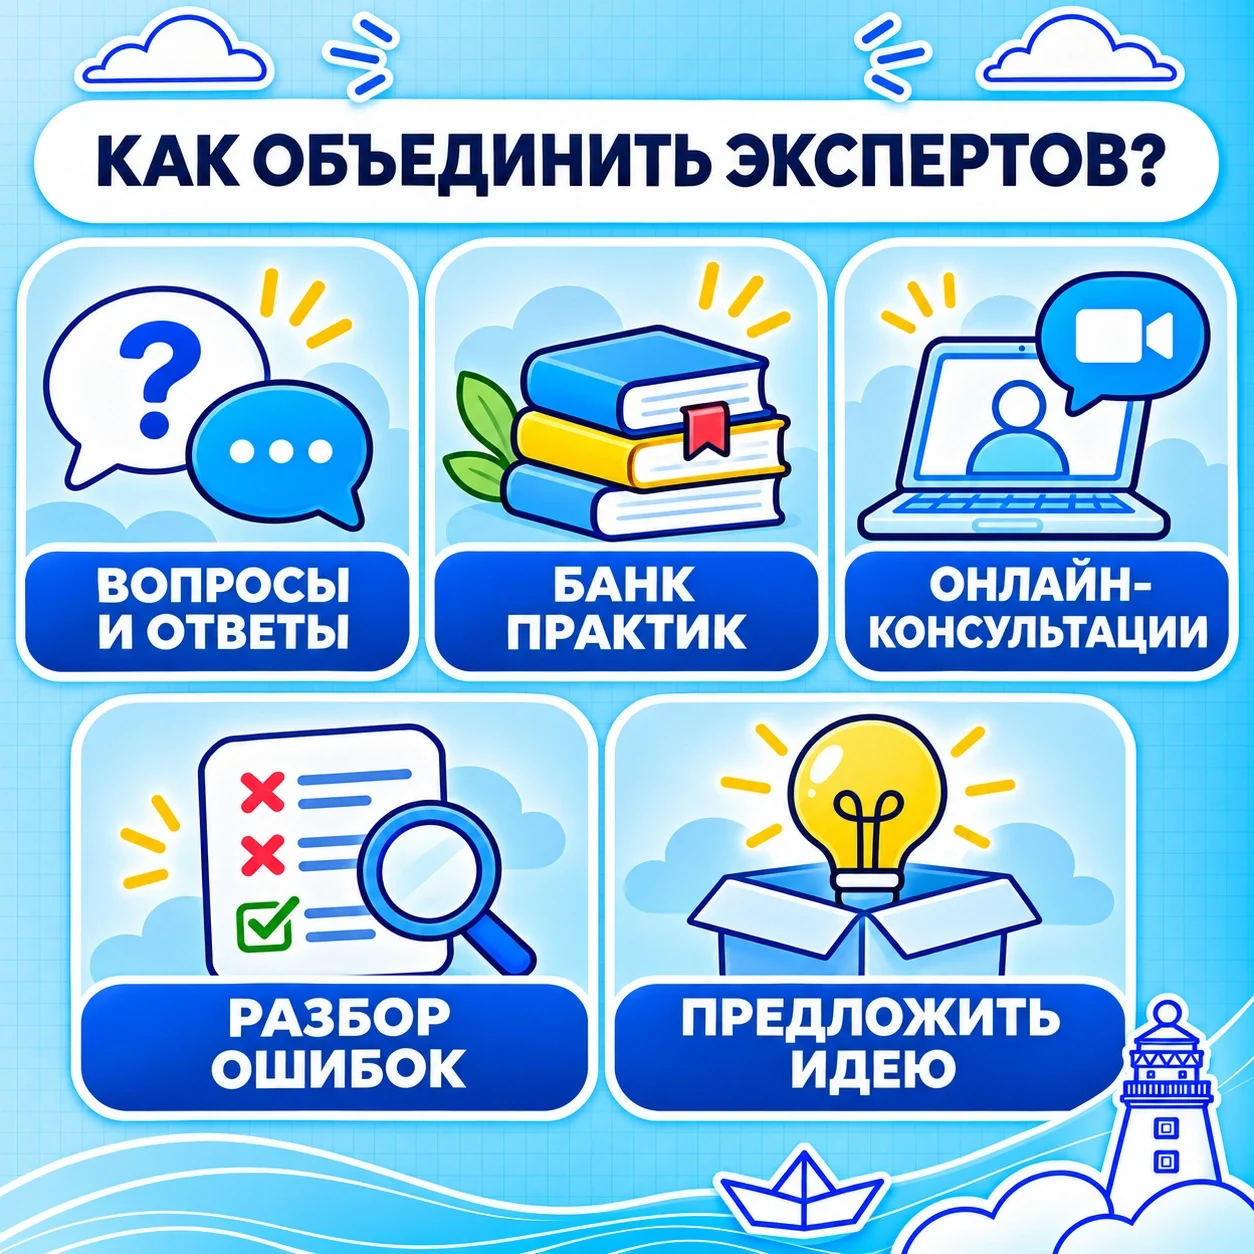 КАК ОБЪЕДИНИТЬ ЭКСПЕРТОВ?
ВОПРОСЫ
И ОТВЕТЫ
БАНК
ПРАКТИК
ОНЛАЙН-
КОНСУЛЬТАЦИИ
РАЗБОР
ОШИБОК
ПРЕДЛОЖИТЬ
ИДЕЮ